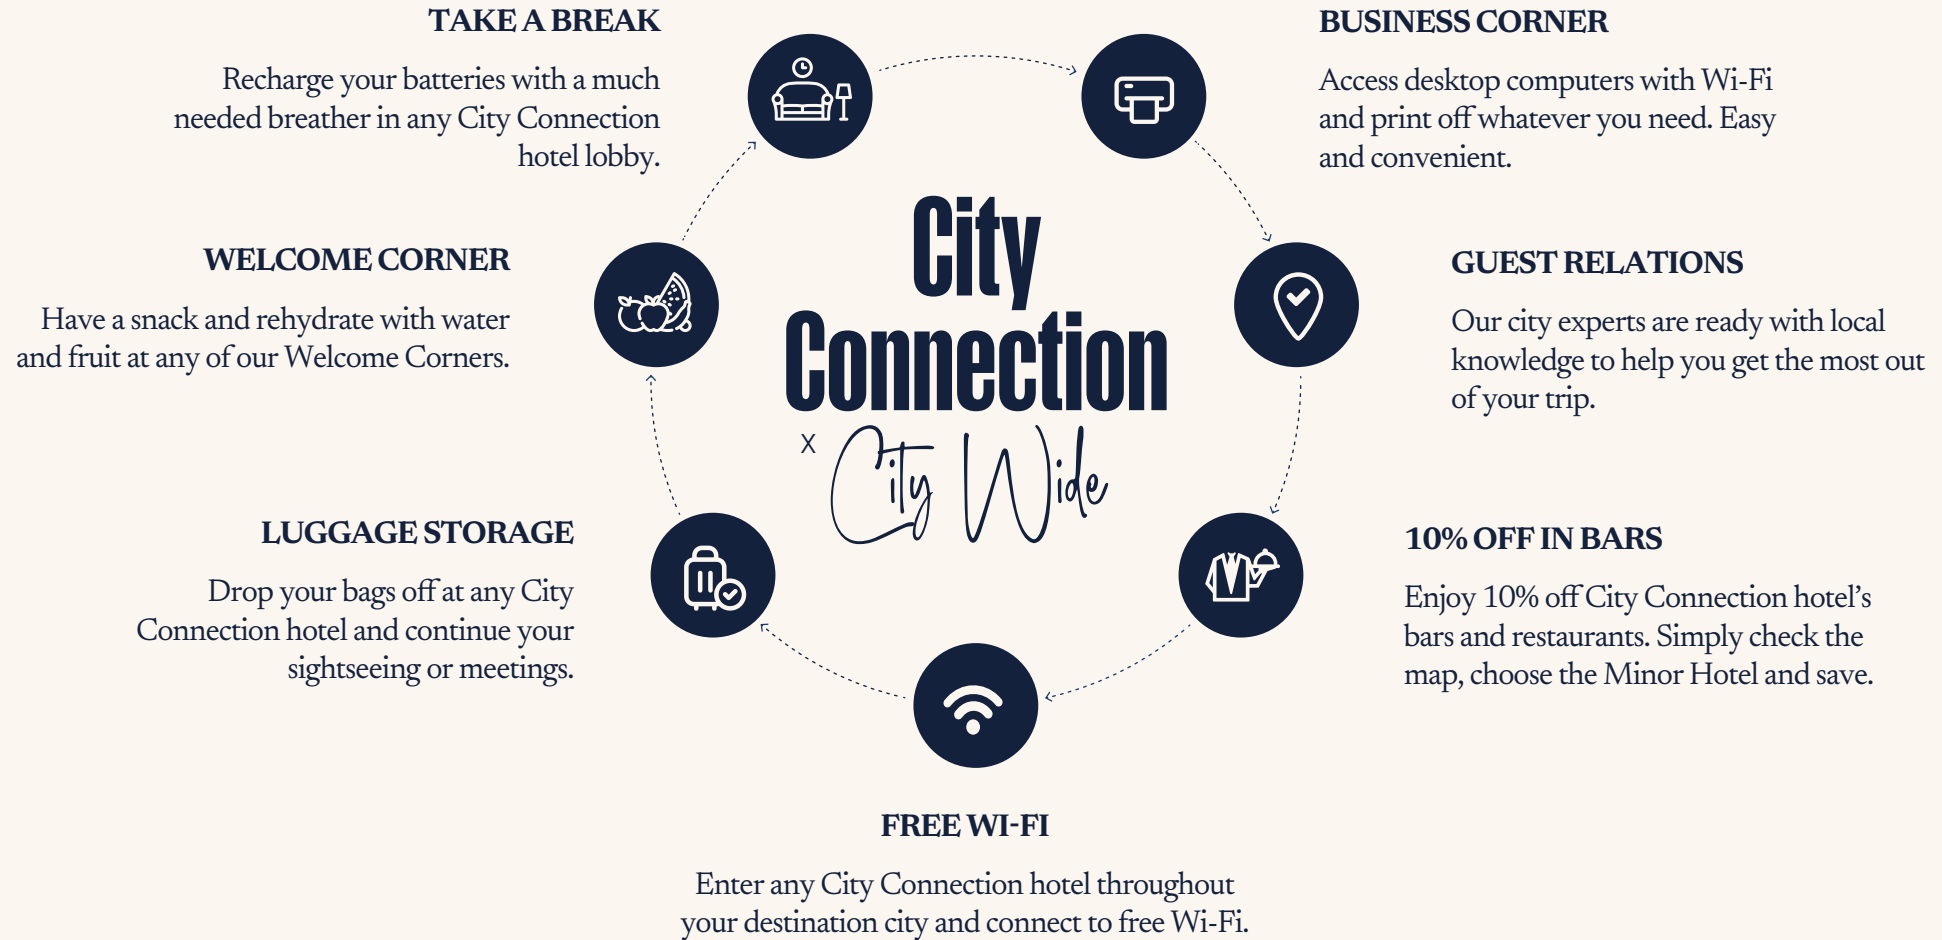 TAKE A BREAK
Recharge your batteries with a much
needed breather in any City Connection
hotel lobby.
BUSINESS CORNER
Access desktop computers with Wi-Fi
and print off whatever you need. Easy
and convenient.
WELCOME CORNER
Have a snack and rehydrate with water
and fruit at any of our Welcome Corners.
City
Connection
x City Wide
GUEST RELATIONS
Our city experts are ready with local
knowledge to help you get the most out
of your trip.
LUGGAGE STORAGE
Drop your bags off at any City
Connection hotel and continue your
sightseeing or meetings.
10% OFF IN BARS
Enjoy 10% off City Connection hotel’s
bars and restaurants. Simply check the
map, choose the Minor Hotel and save.
FREE WI-FI
Enter any City Connection hotel throughout
your destination city and connect to free Wi-Fi.